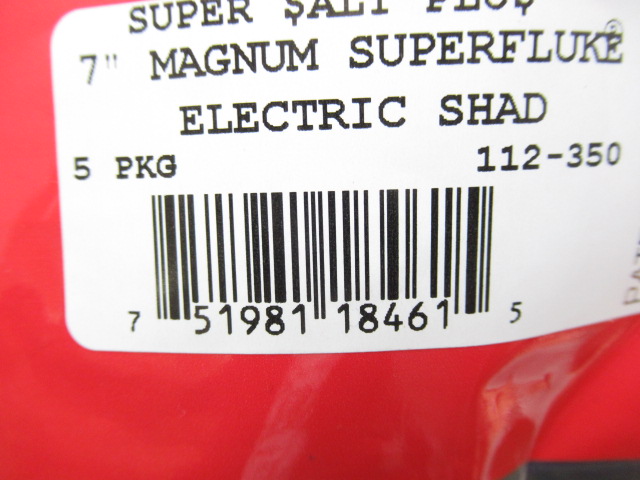 SUPER $ALT PLU$
7" MAGNUM SUPERFLUKE®
ELECTRIC SHAD
5 PKG 112-350
7 51981 18461 5